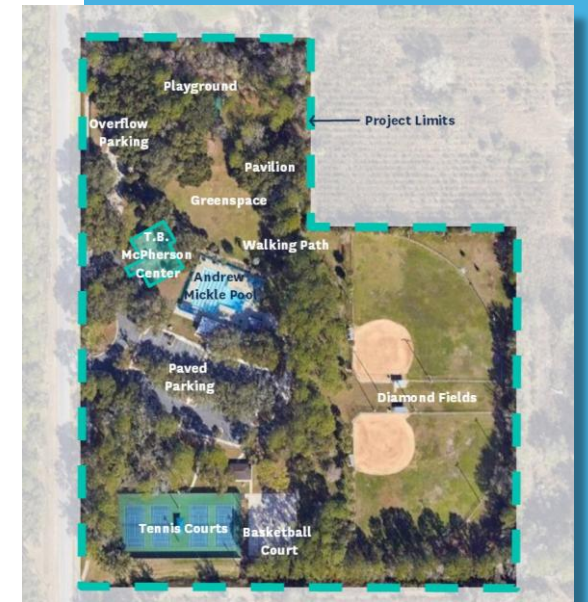 Playground
Overflow
Parking
Project Limits
Pavilion
Greenspace
T.B.
McPherson
Center
Walking Path
Andrew
Mickle Pool
Paved
Parking
Diamond Fields
Tennis Courts
Basketball
Court